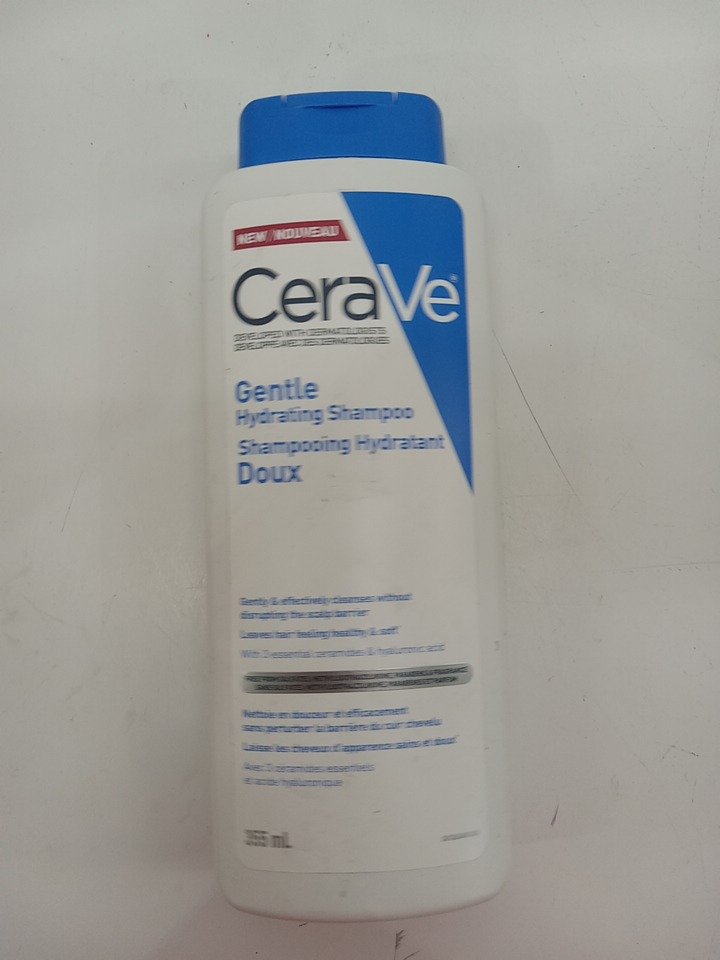 NEW / NOUVEAU
CeraVe®
DEVELOPED WITH DERMATOLOGISTS
DÉVELOPPÉ AVEC DES DERMATOLOGUES
Gentle
Hydrating Shampoo
Shampooing Hydratant
Doux
Gently & effectively cleanses without
disrupting the scalp barrier
Leaves hair feeling healthy & soft
With 3 essential ceramides & hyaluronic acid
Nettoie en douceur et efficacement
sans perturber la barrière du cuir chevelu
Laisse les cheveux d'apparence sains et doux
Avec 3 céramides essentiels
et acide hyaluronique
355 mL